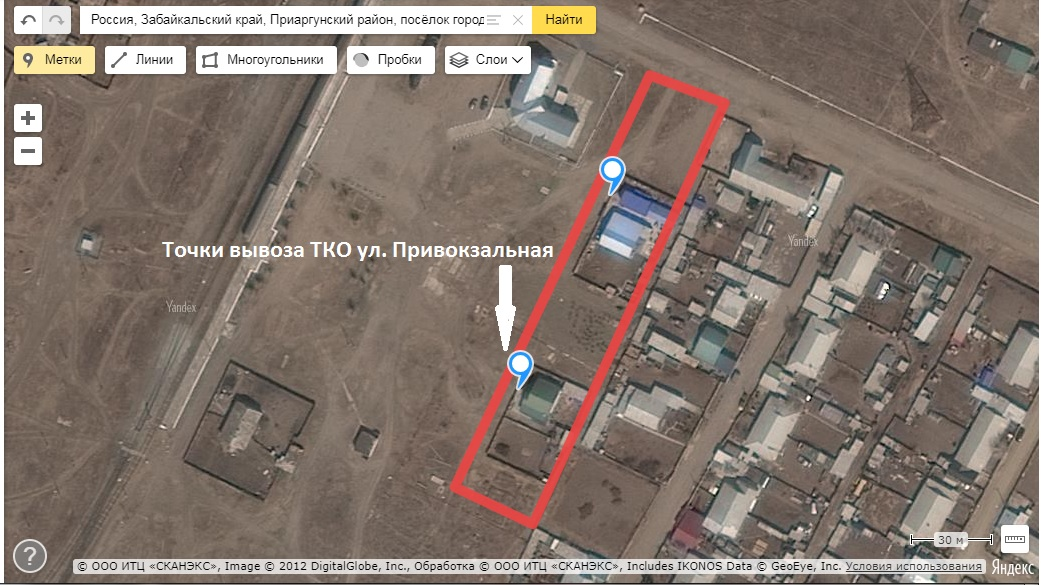 Россия, Забайкальский край, Приаргунский район, посёлок город
Найти
Метки
Линии
Многоугольники
Пробки
Слои
Точки вывоза ТКО ул. Привокзальная
Yandex
Yandex
30 м
© ООО ИТЦ «СКАНЭКС», Image © 2012 DigitalGlobe, Inc., Обработка © ООО ИТЦ «СКАНЭКС», Includes IKONOS Data © GeoEye, Inc. Условия использования
Яндекс